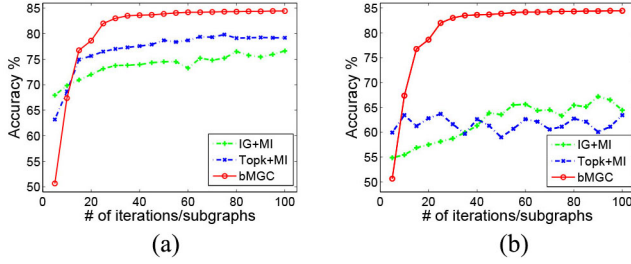 85
80
75
70
65
60
55
50
Accuracy %
IG+MI
Topk+MI
bMGC
0 20 40 60 80 100
# of iterations/subgraphs
(a)
85
80
75
70
65
60
55
50
Accuracy %
IG+MI
Topk+MI
bMGC
0 20 40 60 80 100
# of iterations/subgraphs
(b)